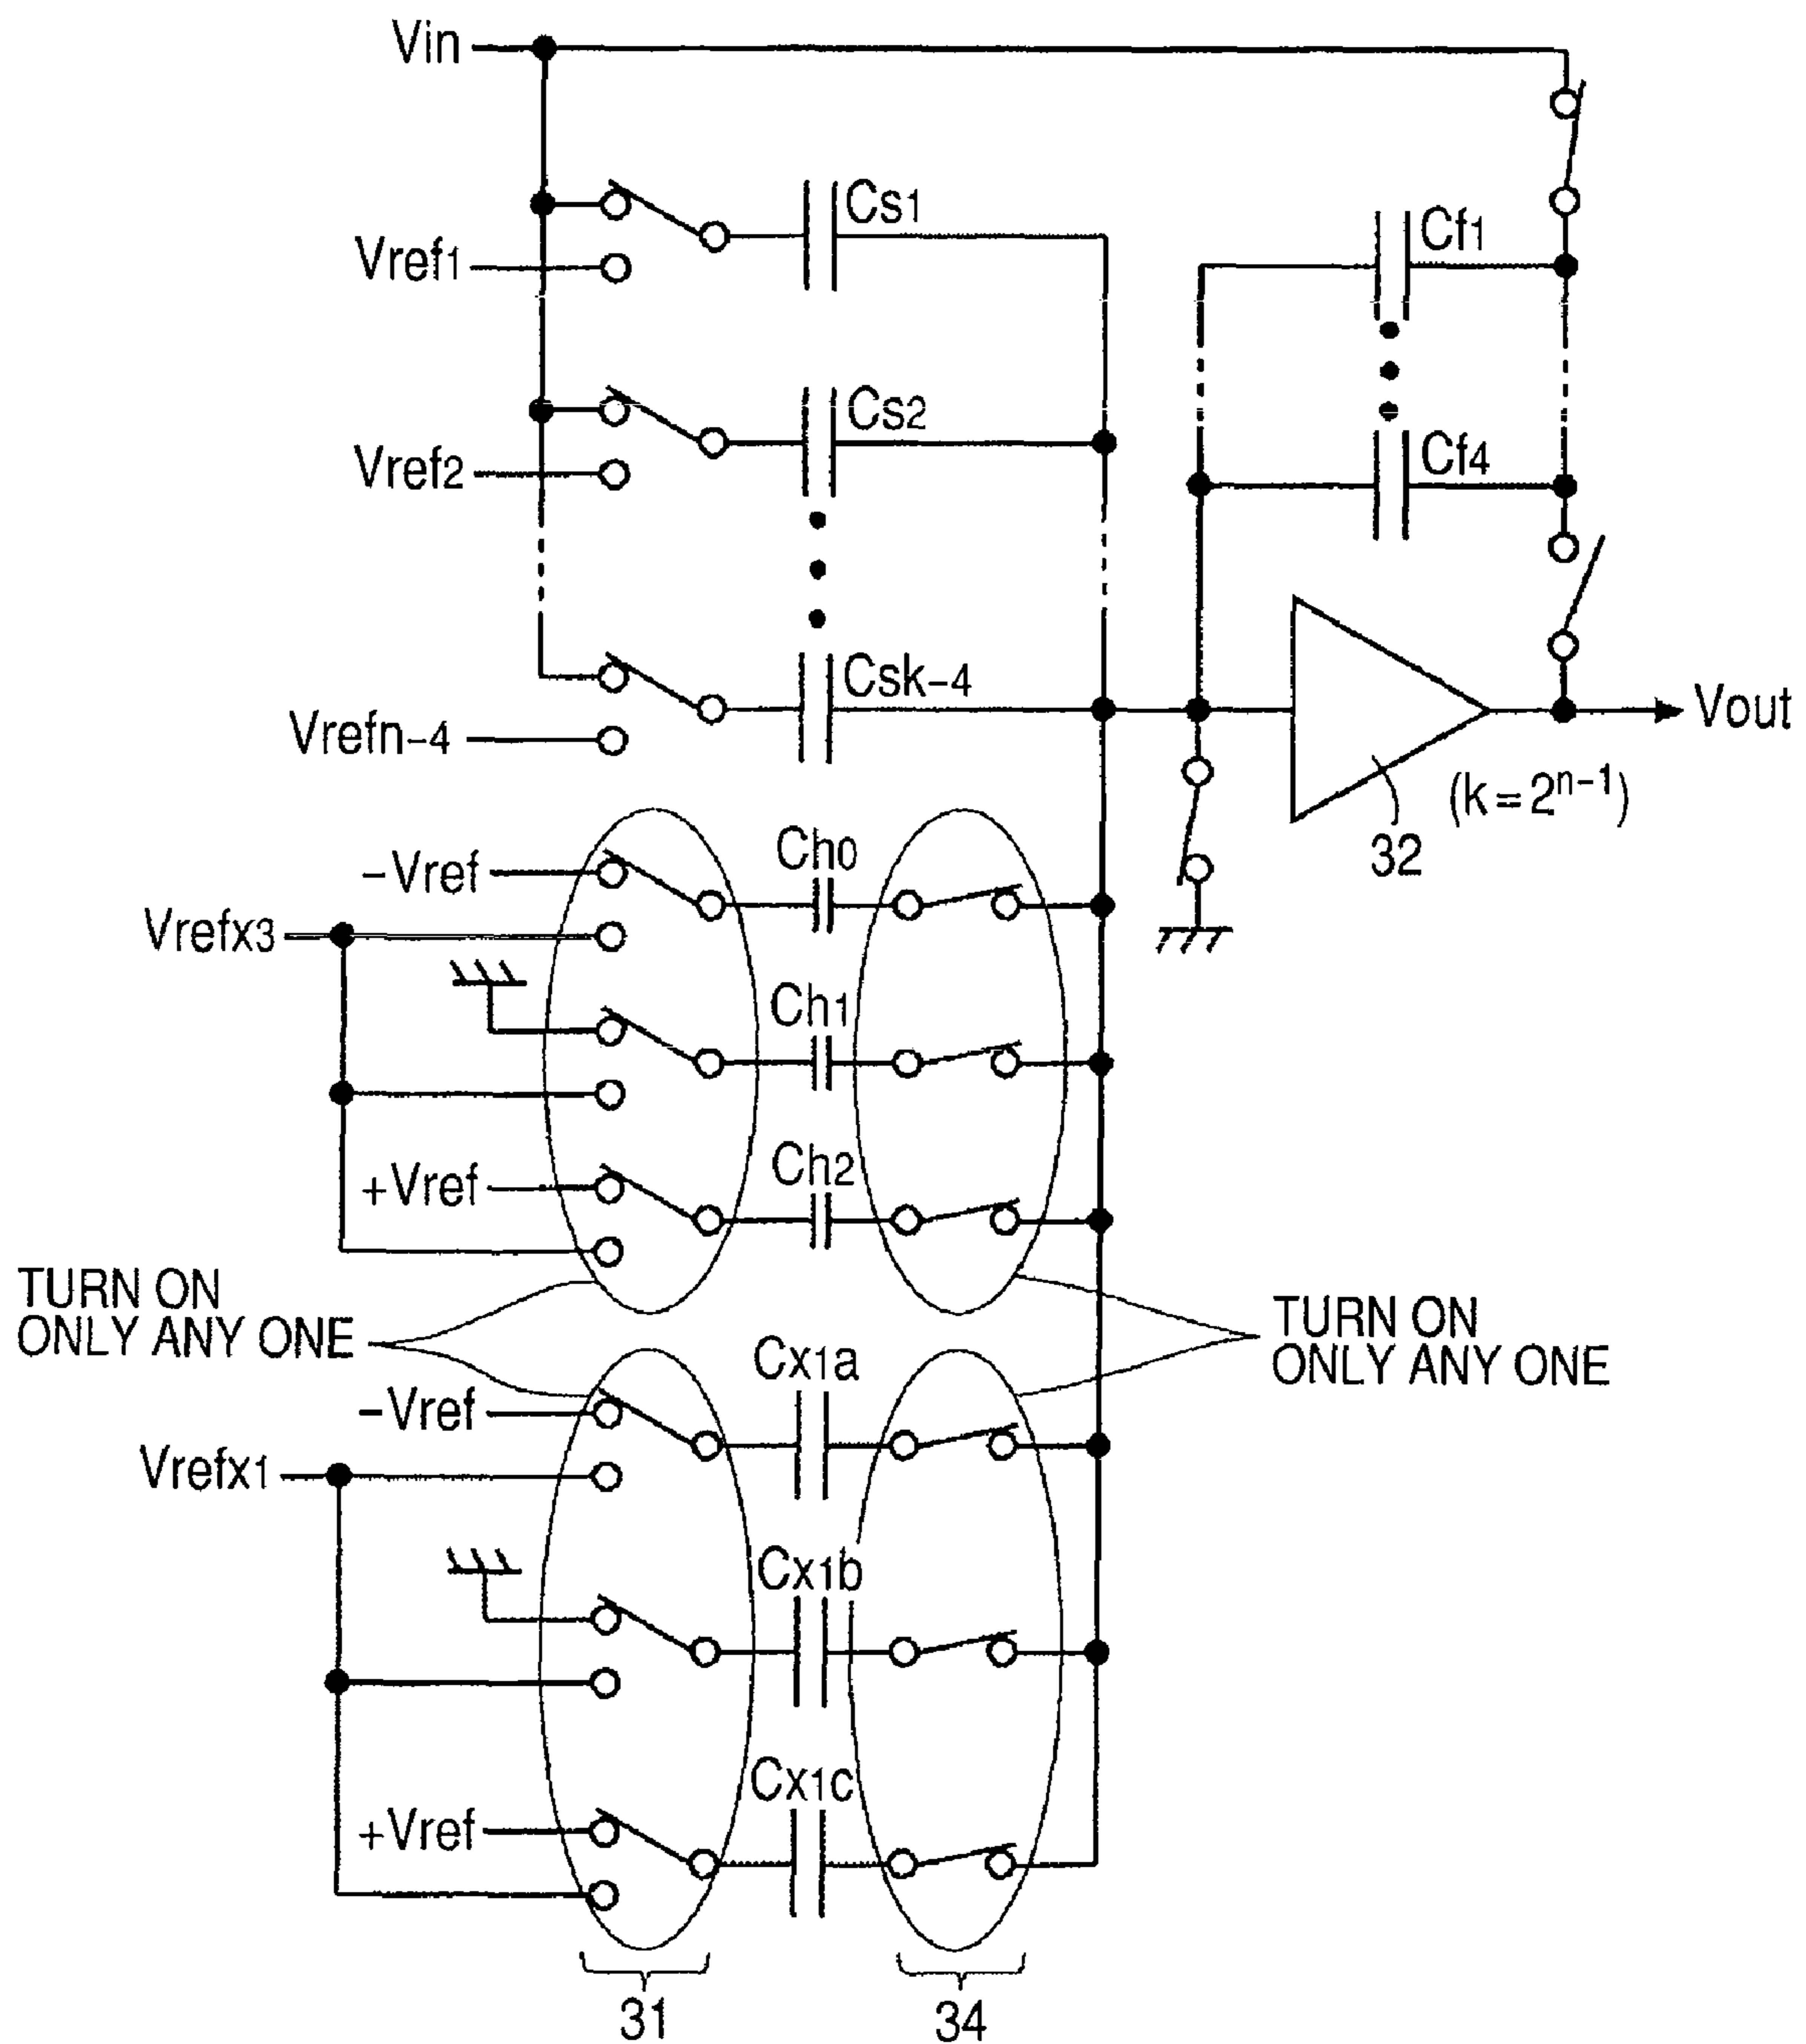 Vin
Cs1
Cf1
Vref1
Cs2
Cf4
Vref2
Csk-4
Vrefn-4
Vout
(k=2^n-1)
32
Ch0
-Vref
Vrefx3
Ch1
Ch2
+Vref
TURN ON
ONLY ANY ONE
TURN ON
ONLY ANY ONE
Cx1a
-Vref
Vrefx1
Cx1b
Cx1c
+Vref
31
34